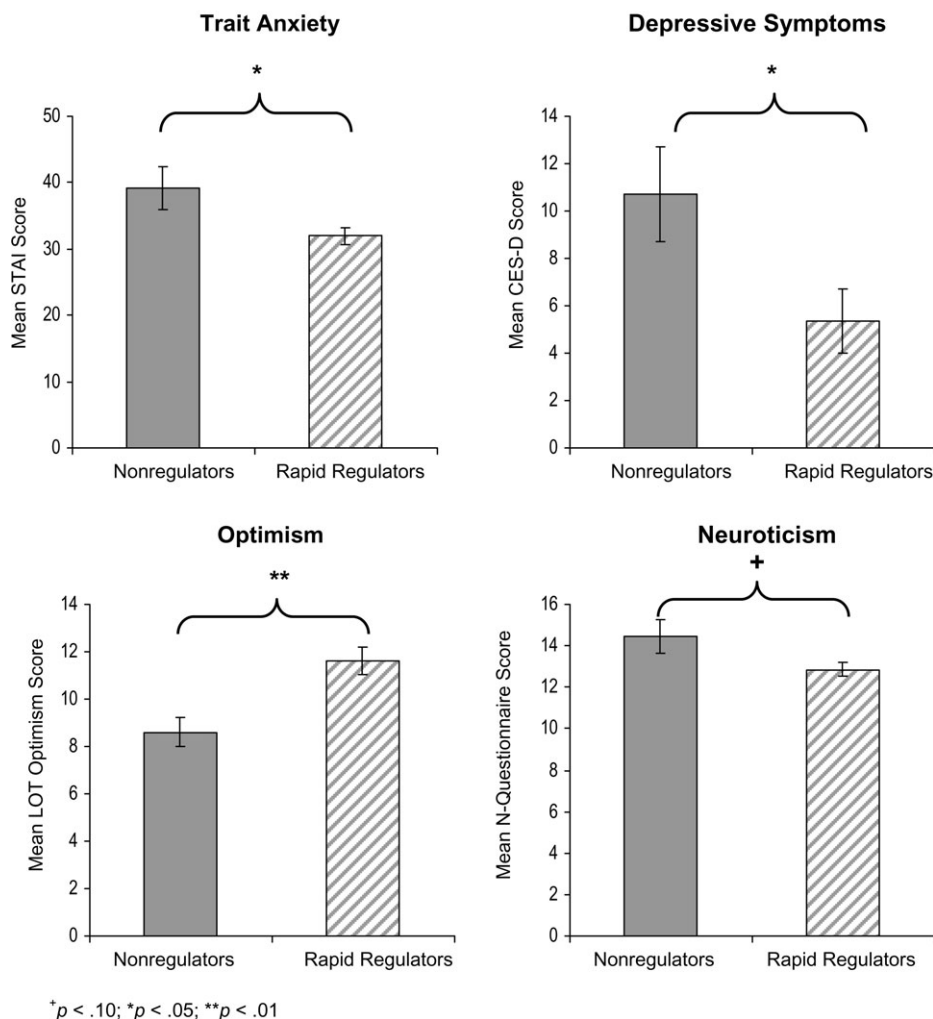 Trait Anxiety
*
50
40
30
20
10
0
Mean STAI Score
Nonregulators
Rapid Regulators
Depressive Symptoms
*
14
12
10
8
6
4
2
0
Mean CES-D Score
Nonregulators
Rapid Regulators
Optimism
**
14
12
10
8
6
4
2
0
Mean LOT Optimism Score
Nonregulators
Rapid Regulators
Neuroticism
+
16
14
12
10
8
6
4
2
0
Mean N-Questionnaire Score
Nonregulators
Rapid Regulators
+p < .10; *p < .05; **p < .01